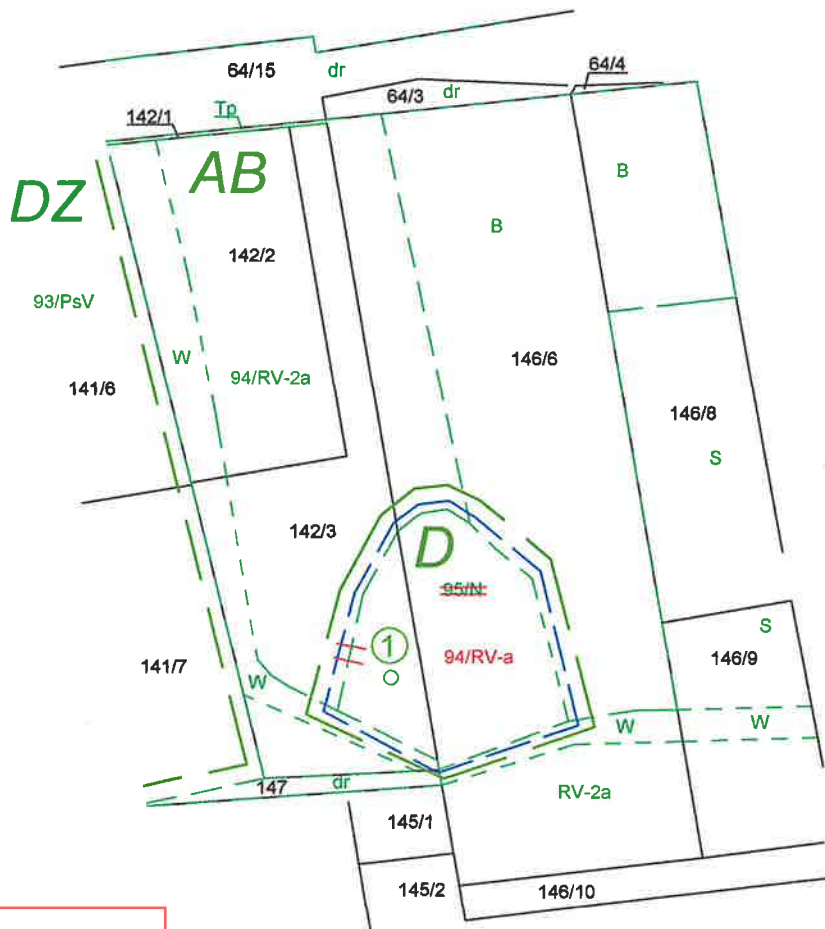 64/15
dr
64/4
64/3
dr
142/1
Tp
AB
DZ
B
B
142/2
93/PsV
W
94/RV-2a
146/6
141/6
146/8
S
142/3
D
95/N
1
94/RV-a
S
146/9
141/7
W
W
W
147
dr
RV-2a
145/1
145/2
146/10